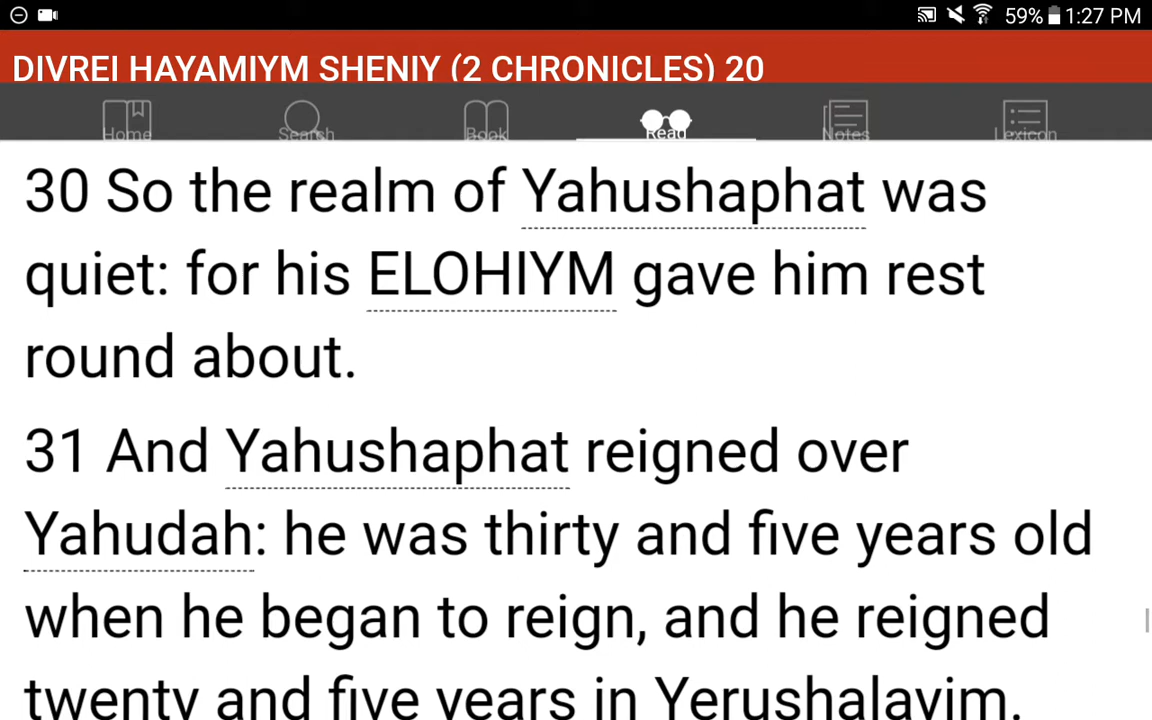 59% 1:27 PM
DIVREI HAYAMIYM SHENIY (2 CHRONICLES) 20
Home Search Book Read Notes Lexicon
30 So the realm of Yahushaphat was
quiet: for his ELOHIYM gave him rest
round about.
31 And Yahushaphat reigned over
Yahudah: he was thirty and five years old
when he began to reign, and he reigned
twenty and five years in Yerushalayim.